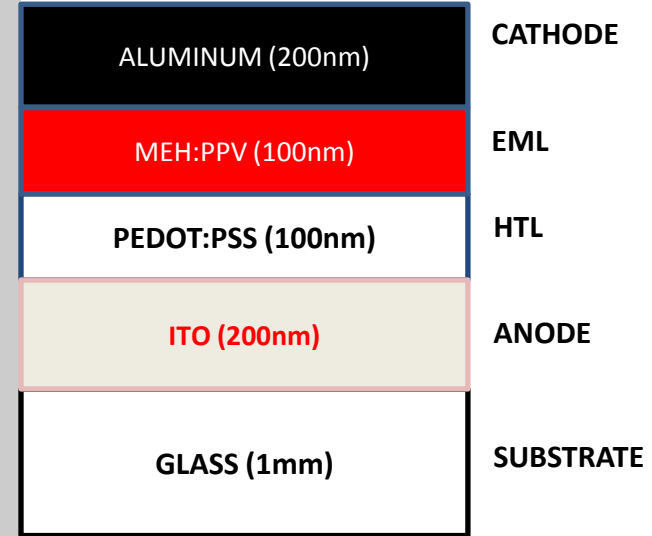 ALUMINUM (200nm)
CATHODE
MEH:PPV (100nm)
EML
PEDOT:PSS (100nm)
HTL
ITO (200nm)
ANODE
GLASS (1mm)
SUBSTRATE